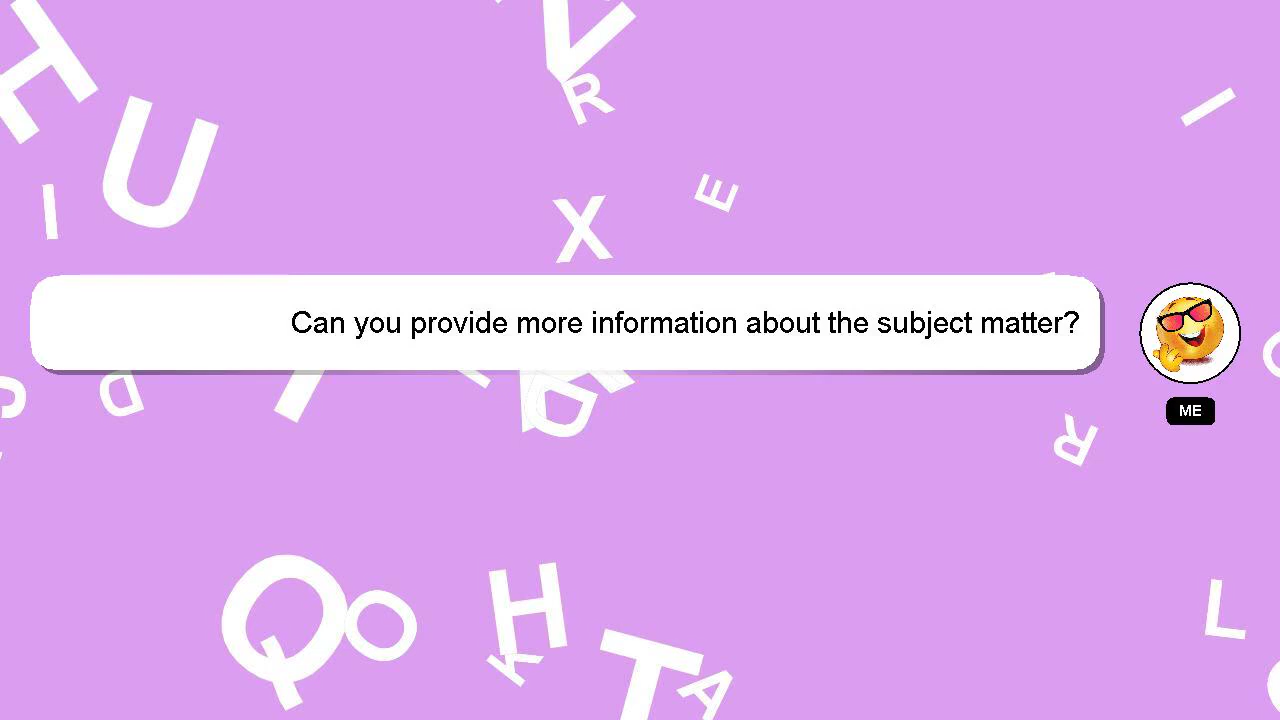 Can you provide more information about the subject matter?
ME
V
H
R
I
U
E
I
X
S
D
D
R
Q
O
H
K
T
A
L